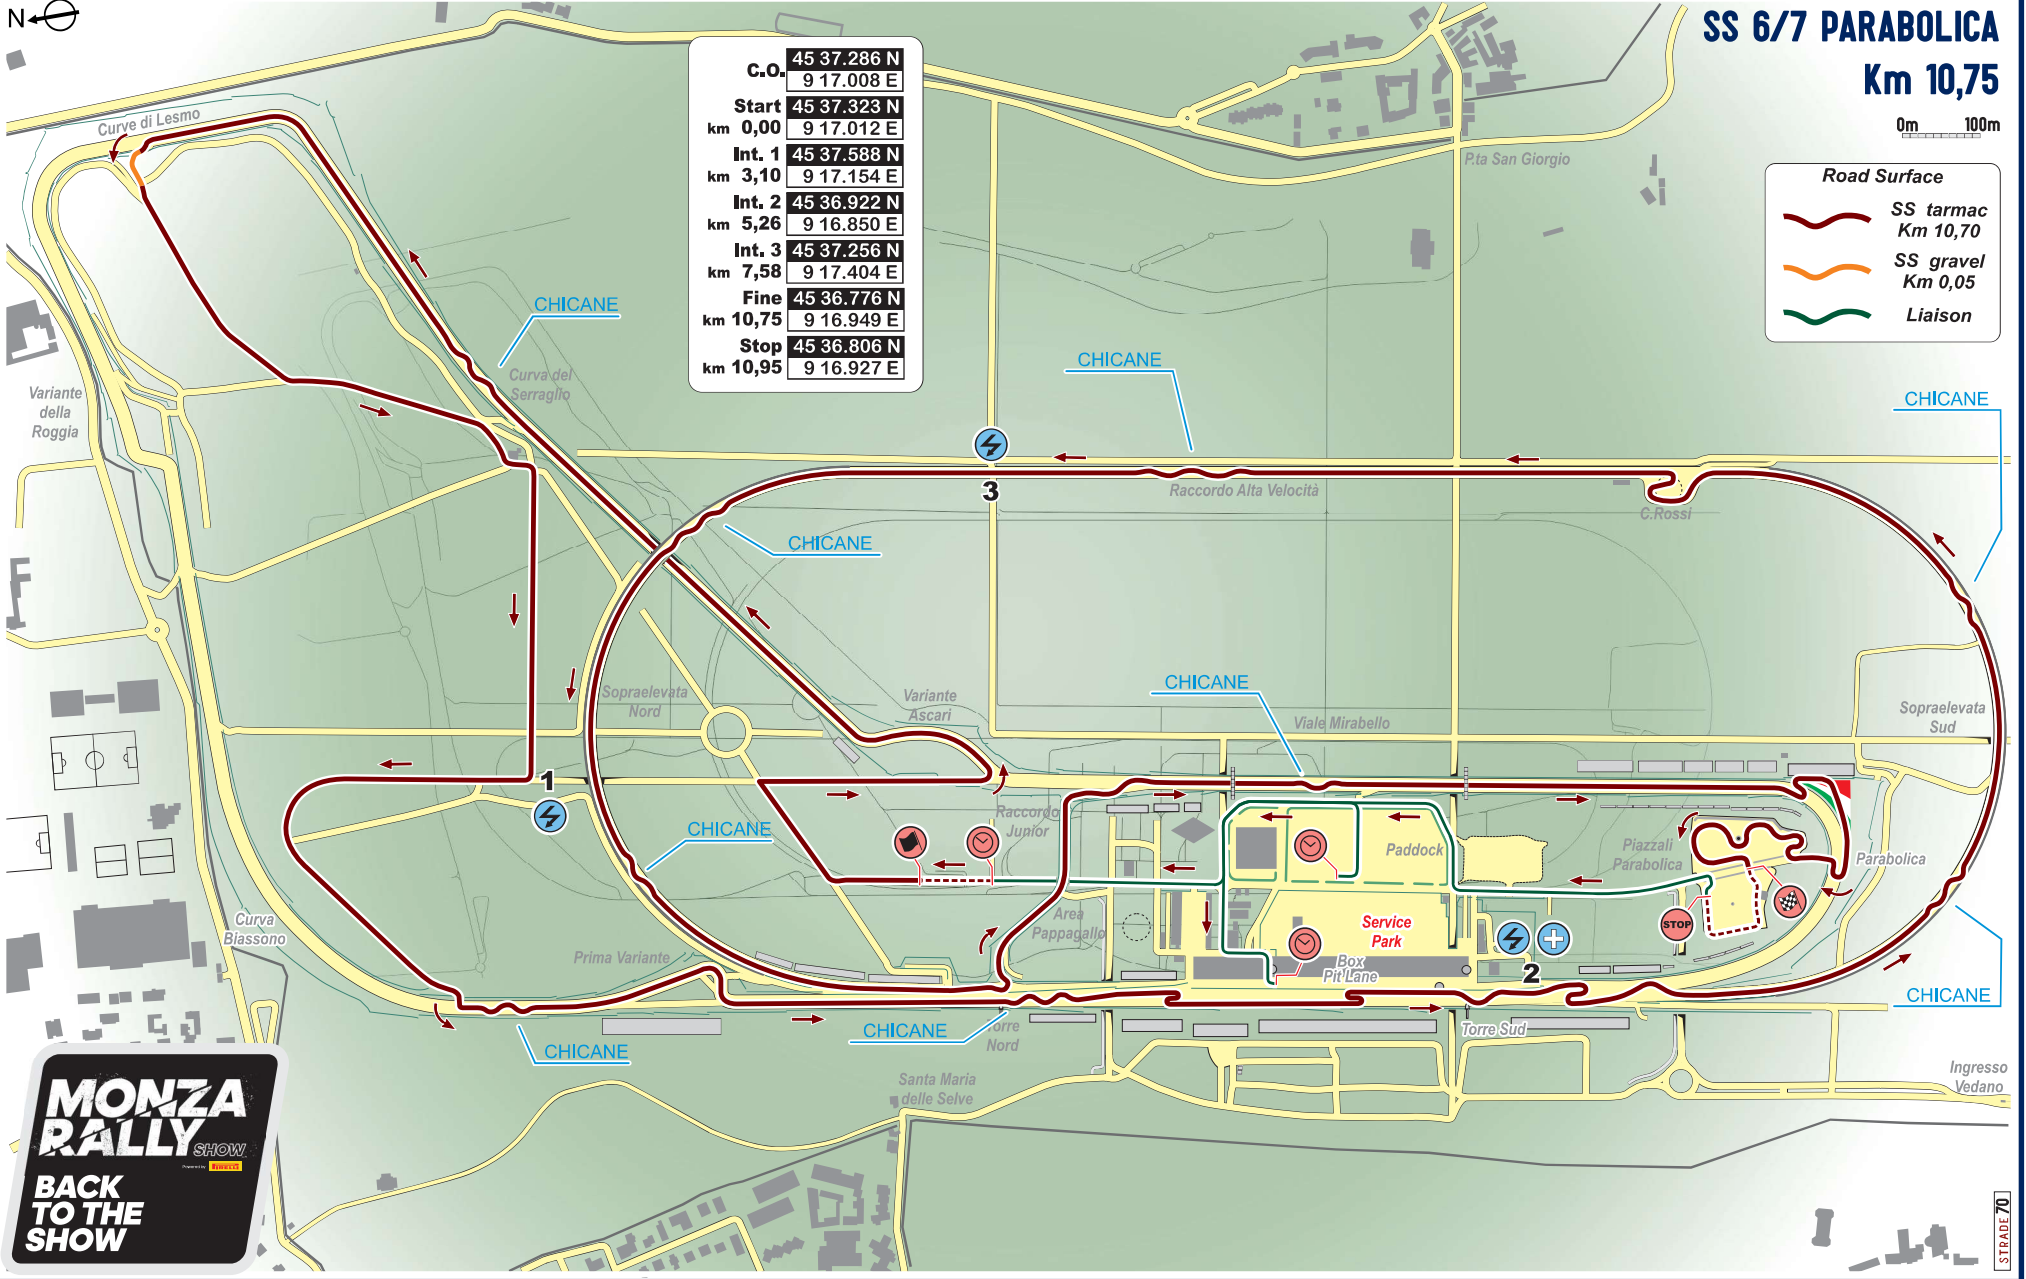 N
SS 6/7 PARABOLICA
Km 10,75
0m 100m
C.O. 45 37.286 N
9 17.008 E
Start 45 37.323 N
km 0,00 9 17.012 E
Int. 1 45 37.588 N
km 3,10 9 17.154 E
Int. 2 45 36.922 N
km 5,26 9 16.850 E
Int. 3 45 37.256 N
km 7,58 9 17.404 E
Fine 45 36.776 N
km 10,75 9 16.949 E
Stop 45 36.806 N
km 10,95 9 16.927 E
Road Surface
SS tarmac
Km 10,70
SS gravel
Km 0,05
Liaison
Curve di Lesmo
P.ta San Giorgio
CHICANE
Curva del
Serraglio
CHICANE
CHICANE
Variante
della
Roggia
3
Raccordo Alta Velocità
C.Rossi
CHICANE
Sopraelevata
Nord
Variante
Ascari
CHICANE
Viale Mirabello
Sopraelevata
Sud
1
CHICANE
Raccordo
Junior
Paddock
Piazzali
Parabolica
Parabolica
Curva
Biassono
Area
Pappagallo
Service
Park
STOP
Prima Variante
Box
Pit Lane
2
CHICANE
CHICANE
CHICANE
Torre
Nord
Torre Sud
Santa Maria
delle Selve
Ingresso
Vedano
MONZA
RALLY
SHOW
Powered by PIRELLI
BACK
TO THE
SHOW
STRADE 70